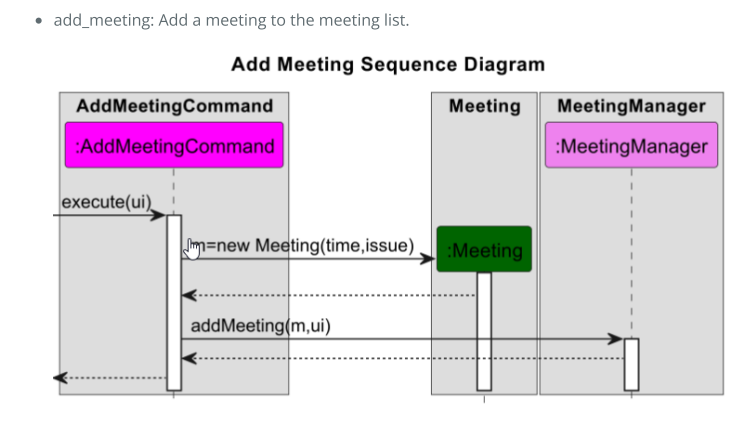 add_meeting: Add a meeting to the meeting list.
Add Meeting Sequence Diagram
AddMeetingCommand Meeting MeetingManager
:AddMeetingCommand :MeetingManager
execute(ui)
=new Meeting(time,issue) :Meeting
addMeeting(m,ui)